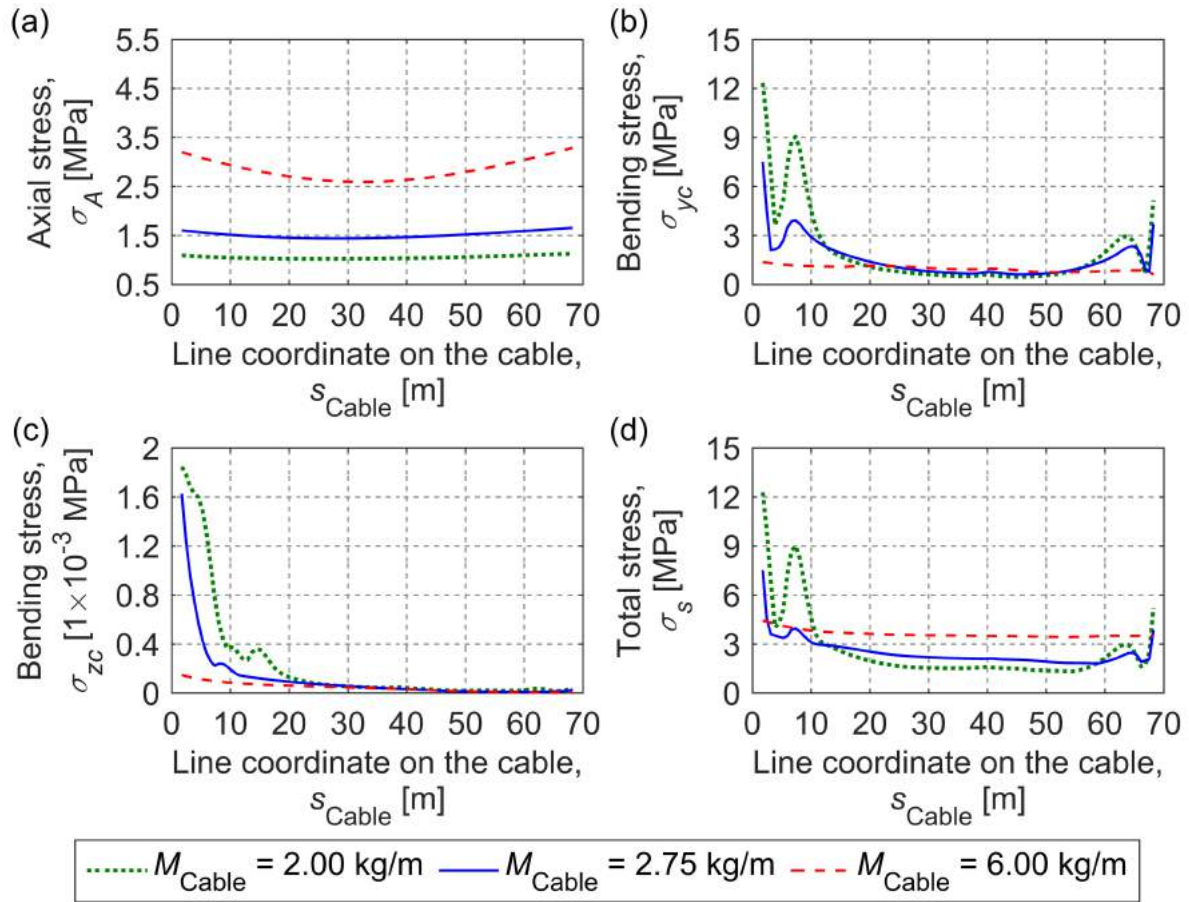 (a)
Axial stress,
σA [MPa]
5.5
4.5
3.5
2.5
1.5
0.5
0 10 20 30 40 50 60 70
Line coordinate on the cable,
sCable [m]
(b)
Bending stress,
σyc [MPa]
15
12
9
6
3
0
0 10 20 30 40 50 60 70
Line coordinate on the cable,
sCable [m]
(c)
Bending stress,
σzc [1×10-3 MPa]
2
1.6
1.2
0.8
0.4
0
0 10 20 30 40 50 60 70
Line coordinate on the cable,
sCable [m]
(d)
Total stress,
σs [MPa]
15
12
9
6
3
0
0 10 20 30 40 50 60 70
Line coordinate on the cable,
sCable [m]
MCable = 2.00 kg/m MCable = 2.75 kg/m MCable = 6.00 kg/m